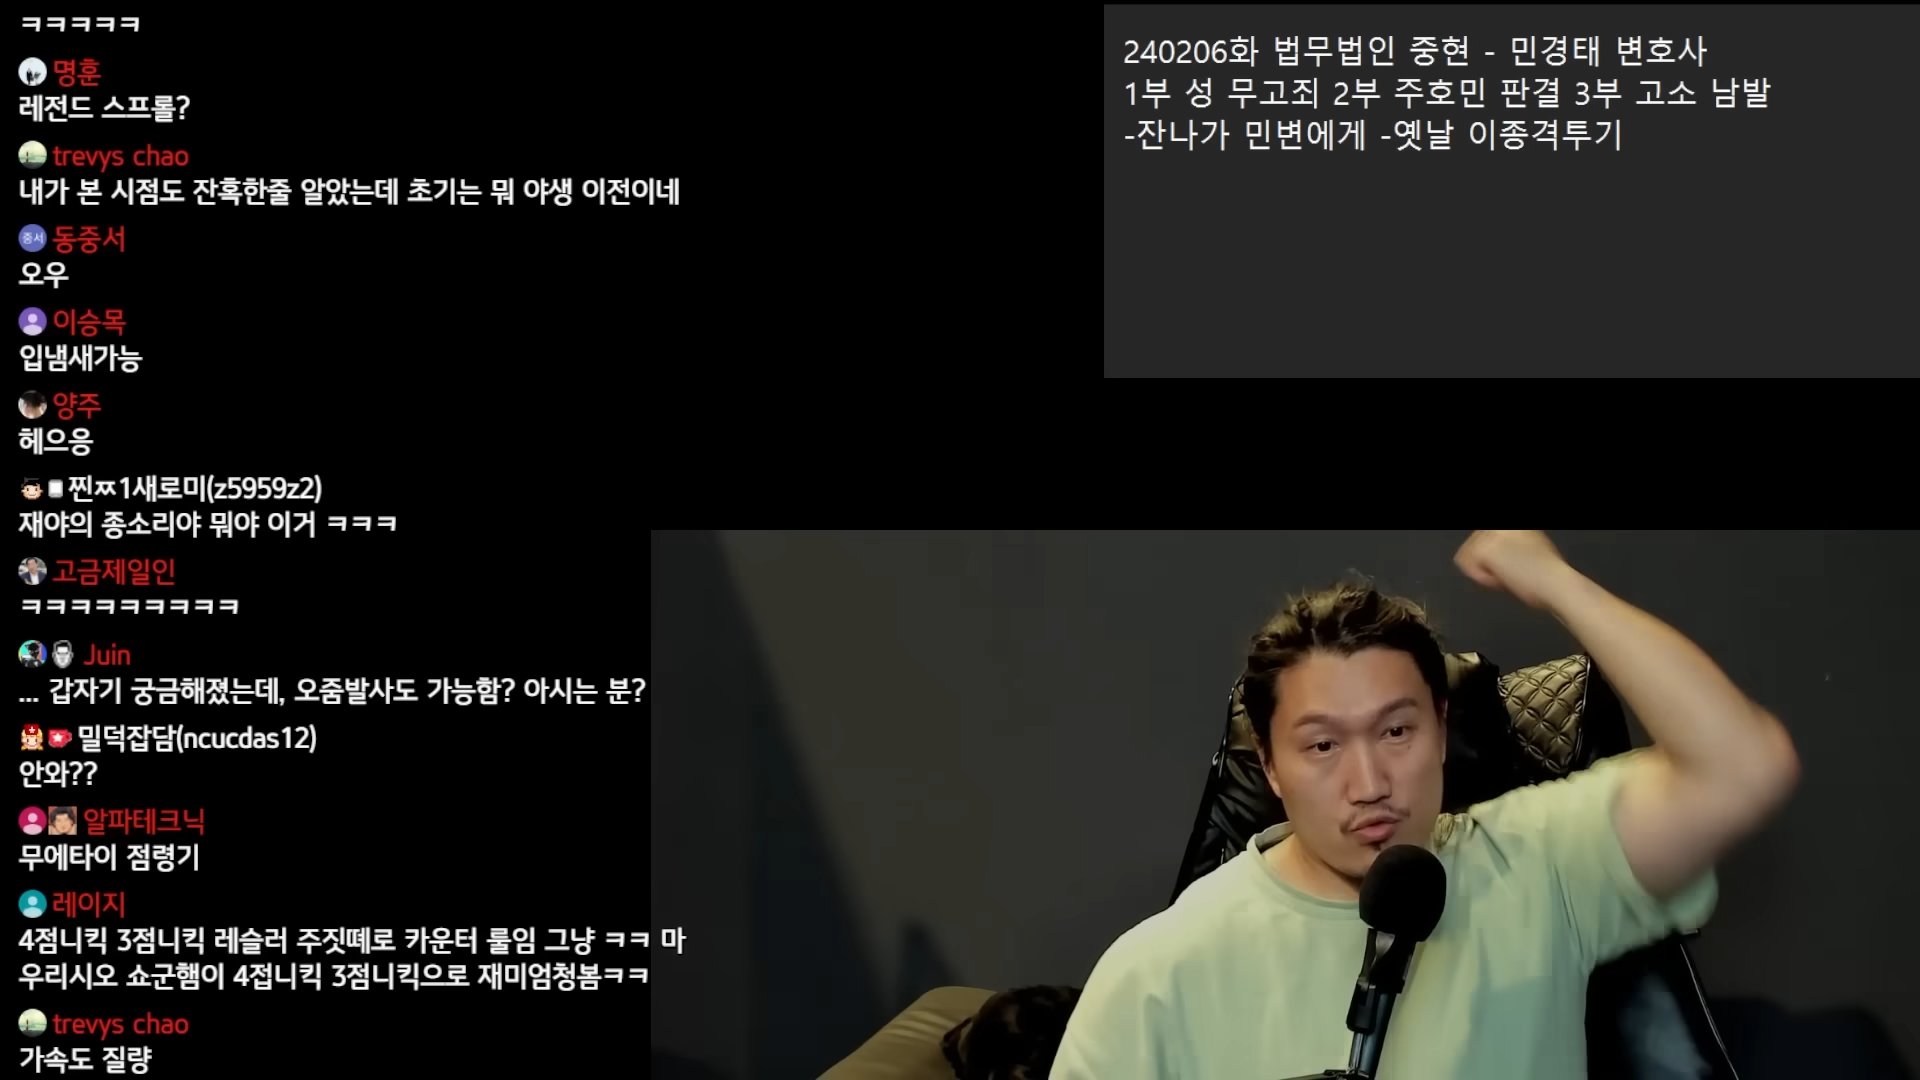 ㅋㅋㅋㅋㅋ
명훈
레전드 스프롤?
trevys chao
내가 본 시점도 잔혹한줄 알았는데 초기는 뭐 야생 이전이네
중서 동중서
오우
이승목
입냄새가능
양주
헤으응
찐ㅉ1새로미(z5959z2)
재야의 종소리야 뭐야 이거 ㅋㅋㅋ
고금제일인
ㅋㅋㅋㅋㅋㅋㅋㅋㅋ
Juin
... 갑자기 궁금해졌는데, 오줌발사도 가능함? 아시는 분?
밀덕잡담(ncucdas12)
안와??
알파테크닉
무에타이 점령기
레이지
4점니킥 3점니킥 레슬러 주짓떼로 카운터 룰임 그냥 ㅋㅋ 마
우리시오 쇼군햄이 4접니킥 3점니킥으로 재미엄청봄ㅋㅋ
trevys chao
가속도 질량
240206화 법무법인 중현 - 민경태 변호사
1부 성 무고죄 2부 주호민 판결 3부 고소 남발
-잔나가 민변에게 -옛날 이종격투기